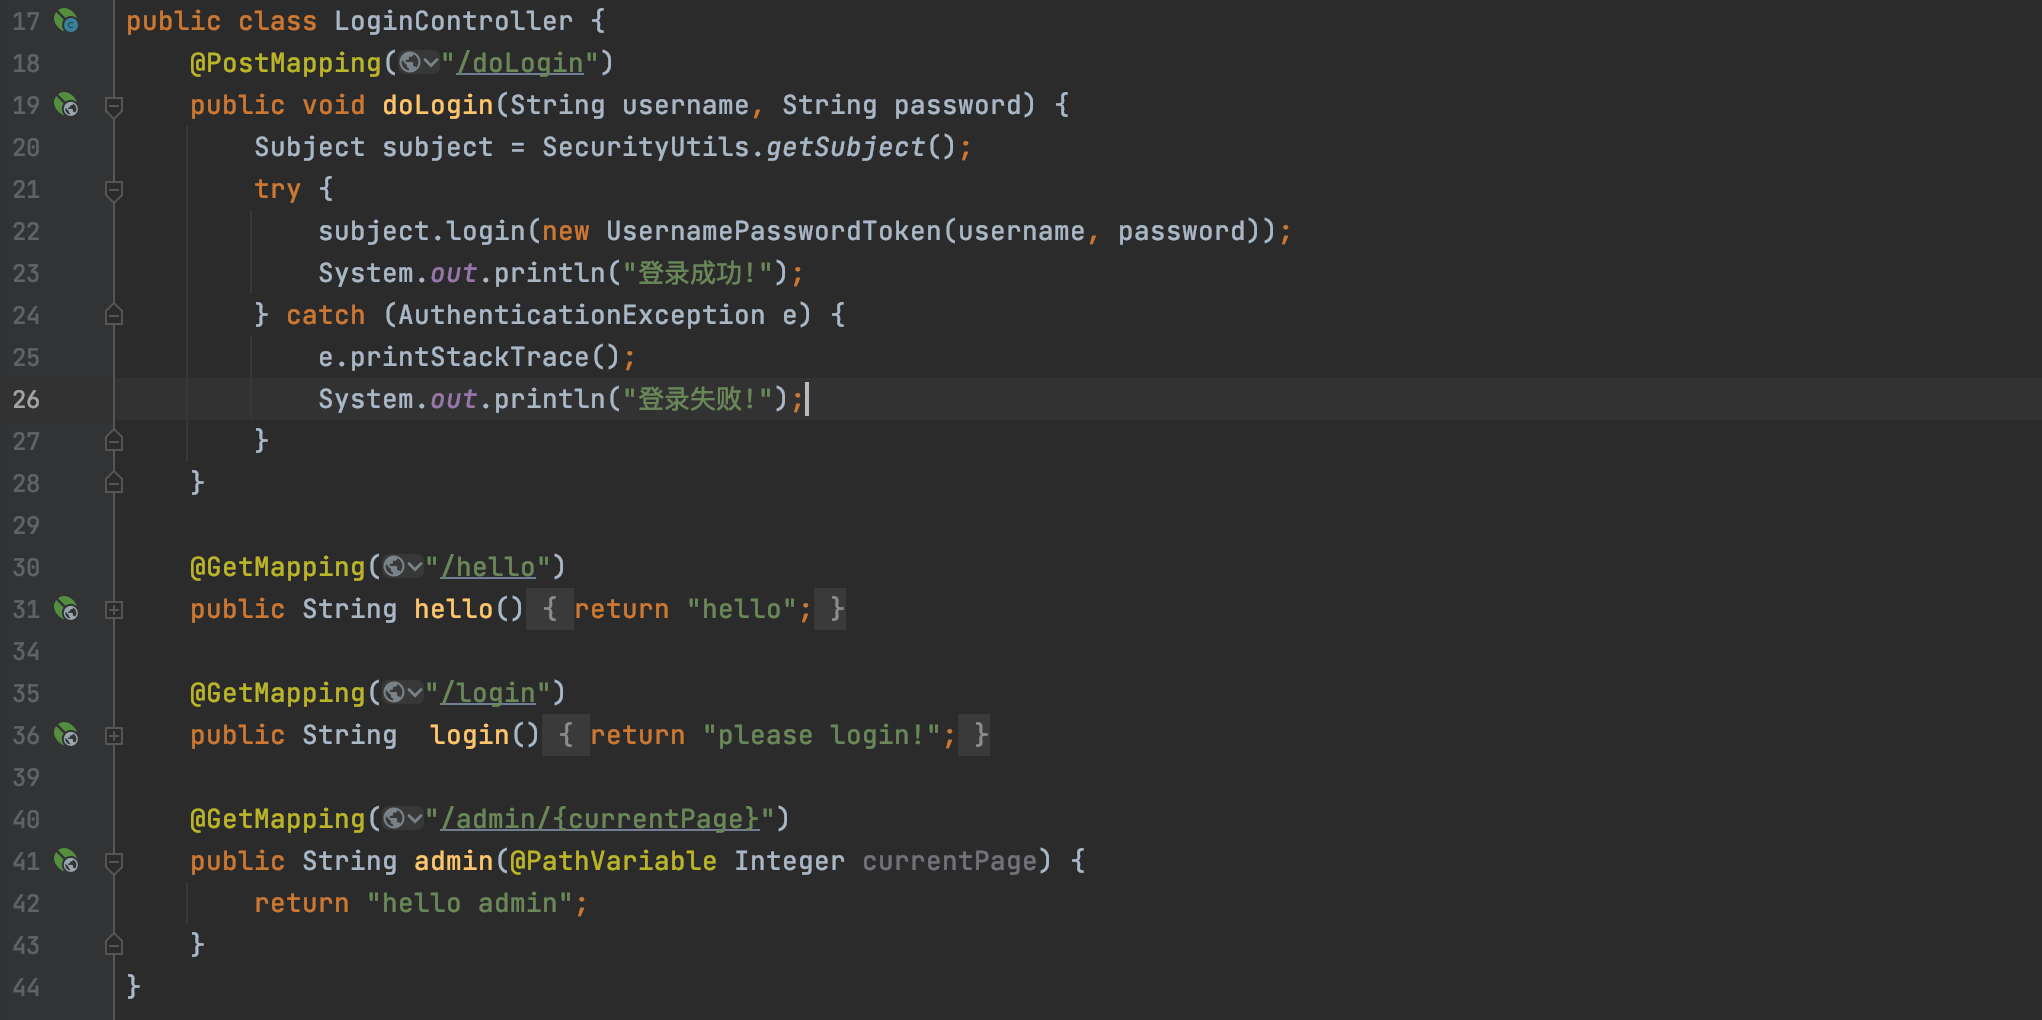 17 public class LoginController {
18 @PostMapping("/doLogin")
19 public void doLogin(String username, String password) {
20 Subject subject = SecurityUtils.getSubject();
21 try {
22 subject.login(new UsernamePasswordToken(username, password));
23 System.out.println("登录成功!");
24 } catch (AuthenticationException e) {
25 e.printStackTrace();
26 System.out.println("登录失败!");
27 }
28 }
29
30 @GetMapping("/hello")
31 public String hello() { return "hello"; }
34
35 @GetMapping("/login")
36 public String  login() { return "please login!"; }
39
40 @GetMapping("/admin/{currentPage}")
41 public String admin(@PathVariable Integer currentPage) {
42 return "hello admin";
43 }
44 }